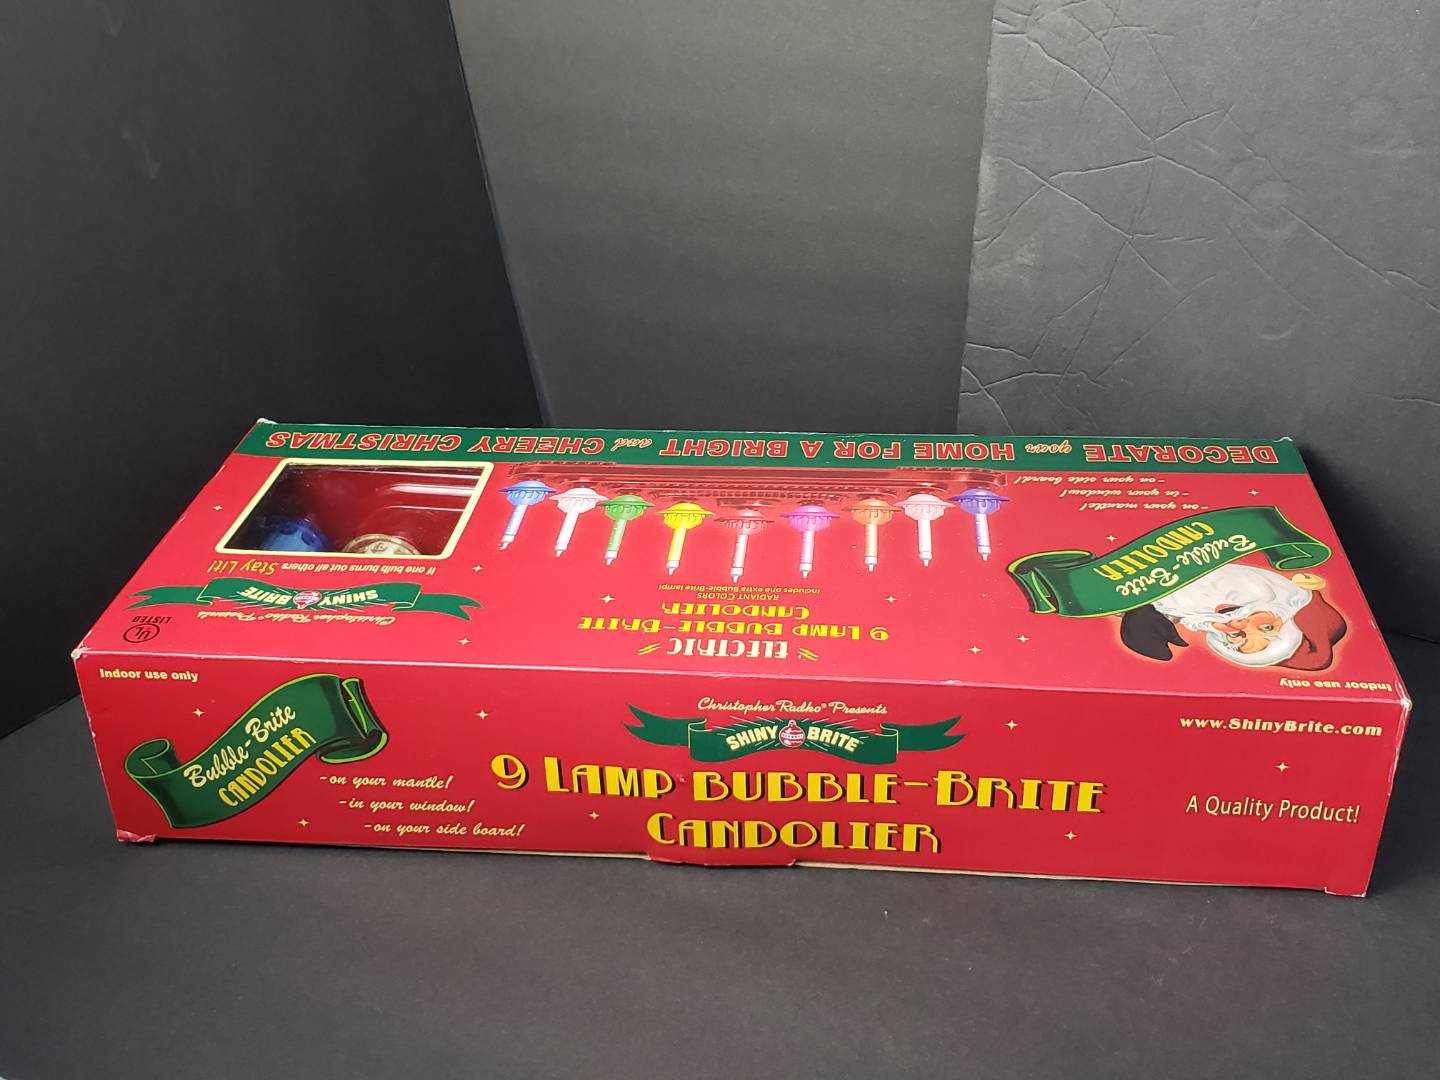 DECORATE your HOME FOR A BRIGHT and CHEERY CHRISTMAS
-on your mantle!
-in your window!
-on your side board!
Bubble-Brite
CANDOLIER
Indoor use only
ELECTRIC
9 LAMP BUBBLE-BRITE
CANDOLIER
RADIANT COLORS
Includes one extra Bubble-Brite lamp!
If one bulb burns out all others Stay Lit!
Christopher Radko® Presents
SHINY BRITE
UL
LISTED
Indoor use only
Bubble-Brite
CANDOLIER
-on your mantle!
-in your window!
-on your side board!
Christopher Radko® Presents
SHINY BRITE™
9 LAMP BUBBLE-BRITE
CANDOLIER
www.ShinyBrite.com
A Quality Product!